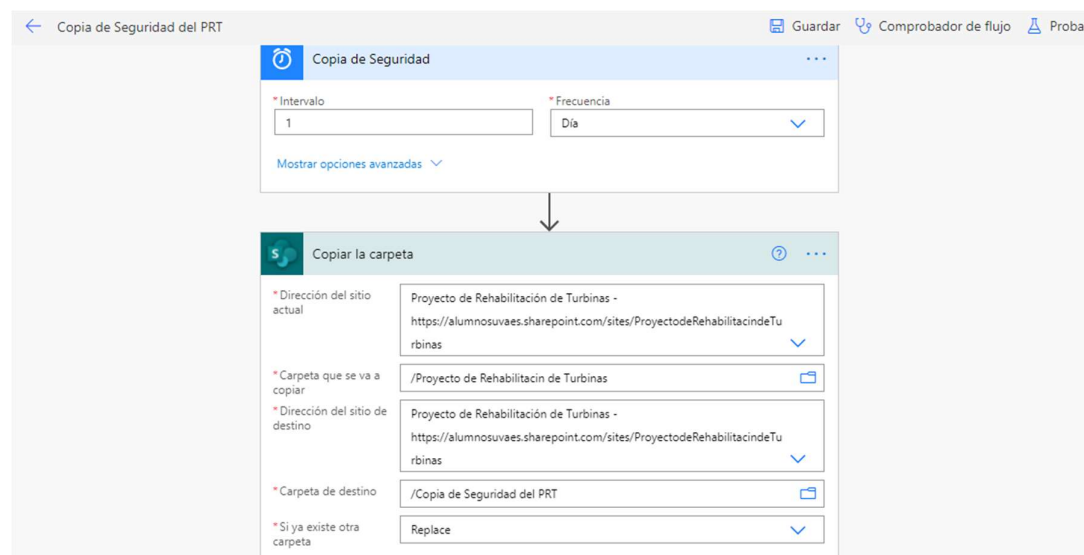 Copia de Seguridad del PRT
Guardar Comprobador de flujo Proba
Copia de Seguridad
* Intervalo * Frecuencia
1 Día
Mostrar opciones avanzadas
S Copiar la carpeta
* Dirección del sitio
actual
Proyecto de Rehabilitación de Turbinas -
https://alumnosuvaes.sharepoint.com/sites/ProyectodeRehabilitacindeTu
rbinas
* Carpeta que se va a
copiar
/Proyecto de Rehabilitacin de Turbinas
* Dirección del sitio de
destino
Proyecto de Rehabilitación de Turbinas -
https://alumnosuvaes.sharepoint.com/sites/ProyectodeRehabilitacindeTu
rbinas
* Carpeta de destino
/Copia de Seguridad del PRT
* Si ya existe otra
carpeta
Replace